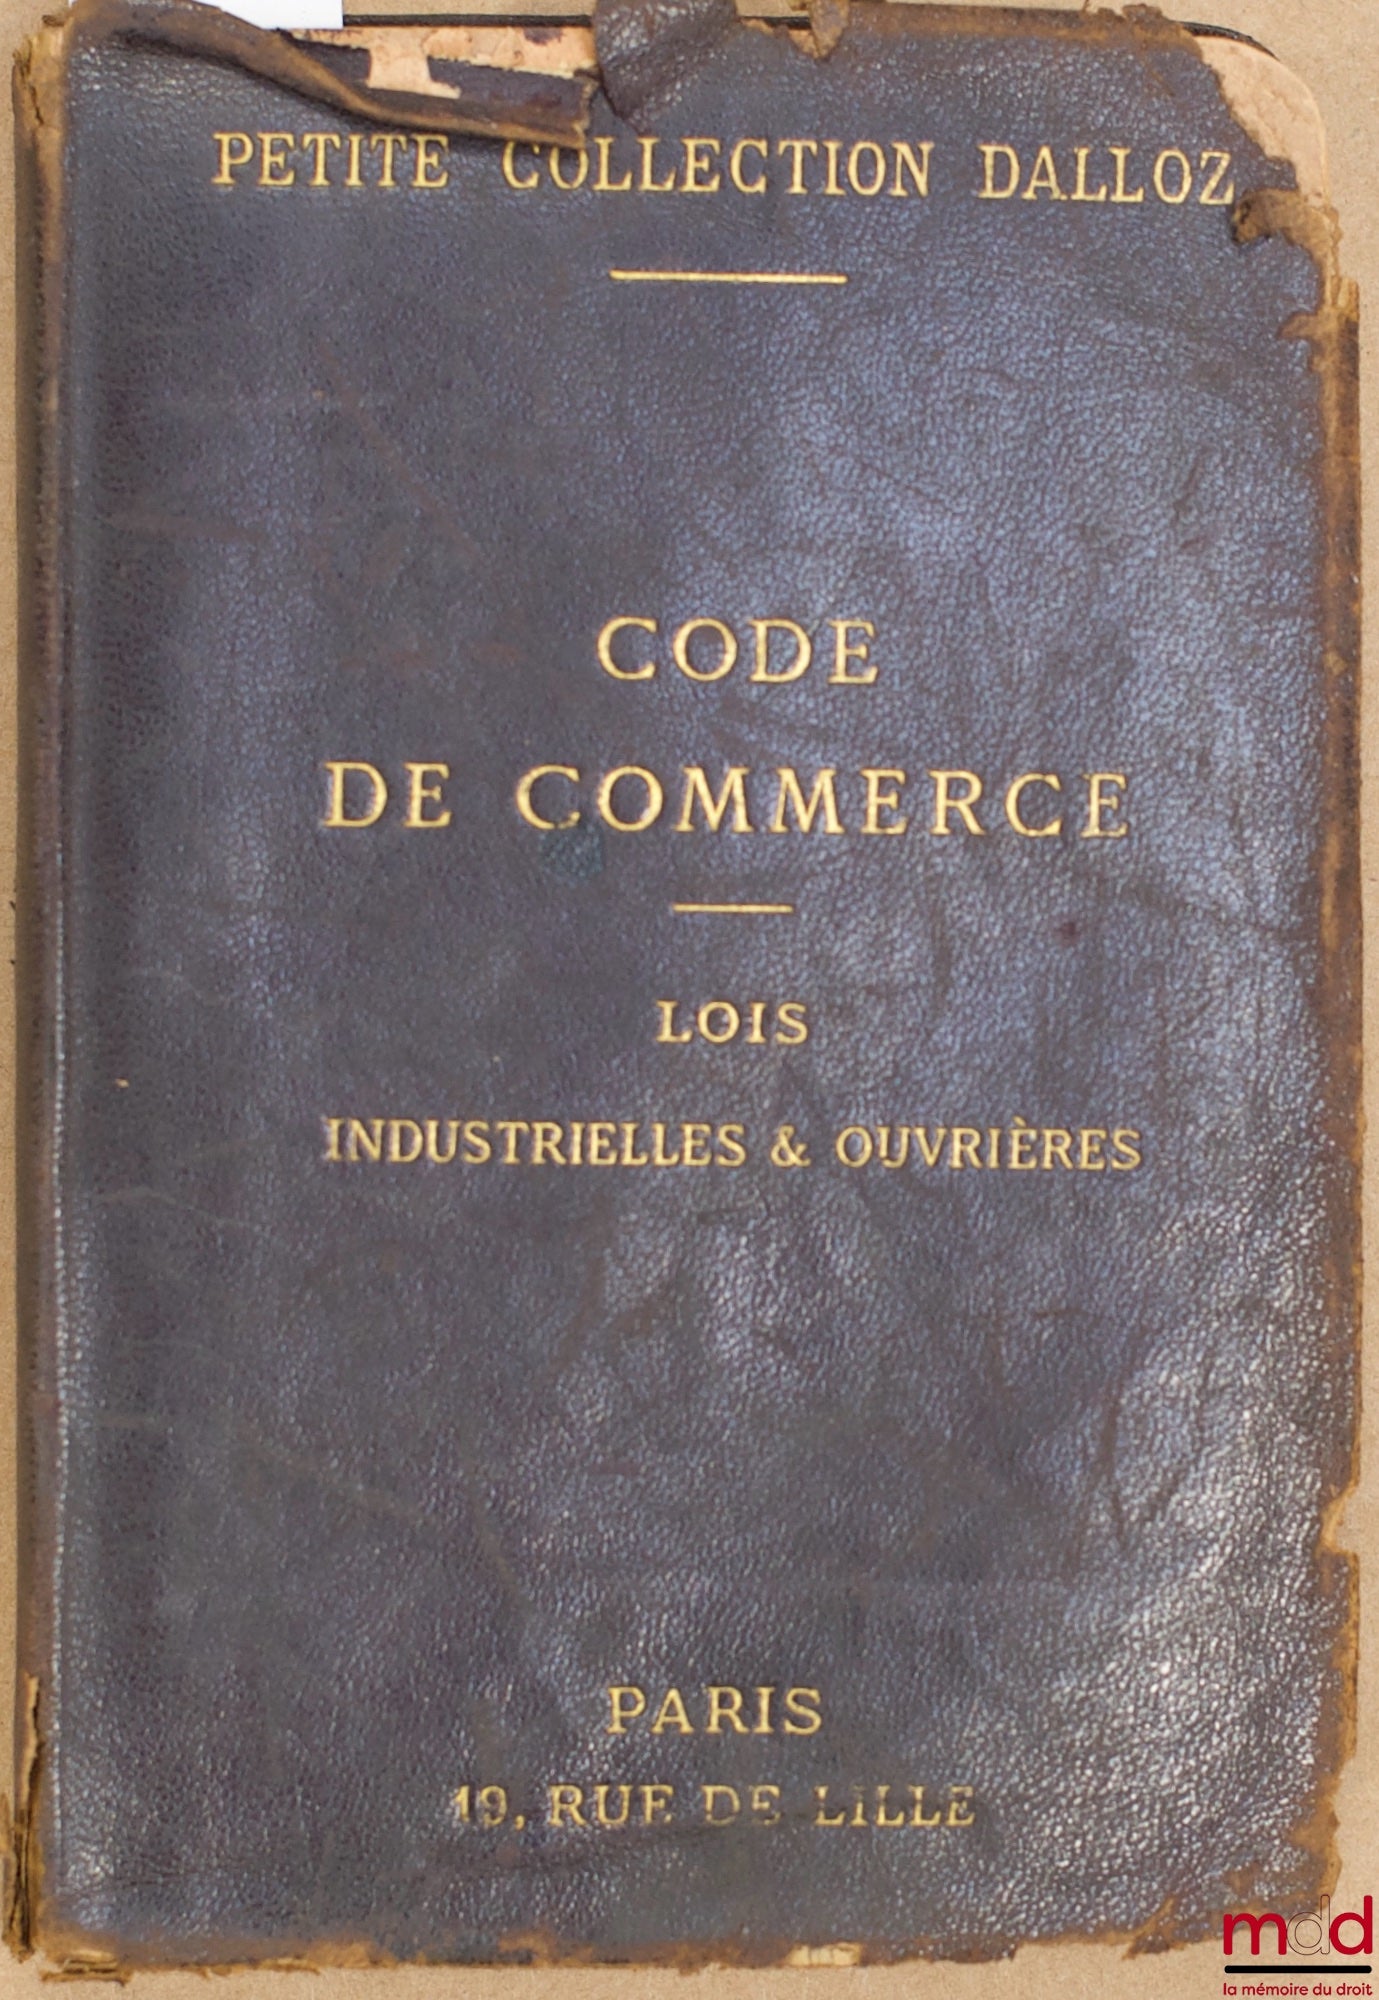 PETITE COLLECTION DALLOZ
CODE
DE COMMERCE
LOIS
INDUSTRIELLES & OUVRIÈRES
PARIS
19, RUE DE LILLE
mdd
la mémoire du droit